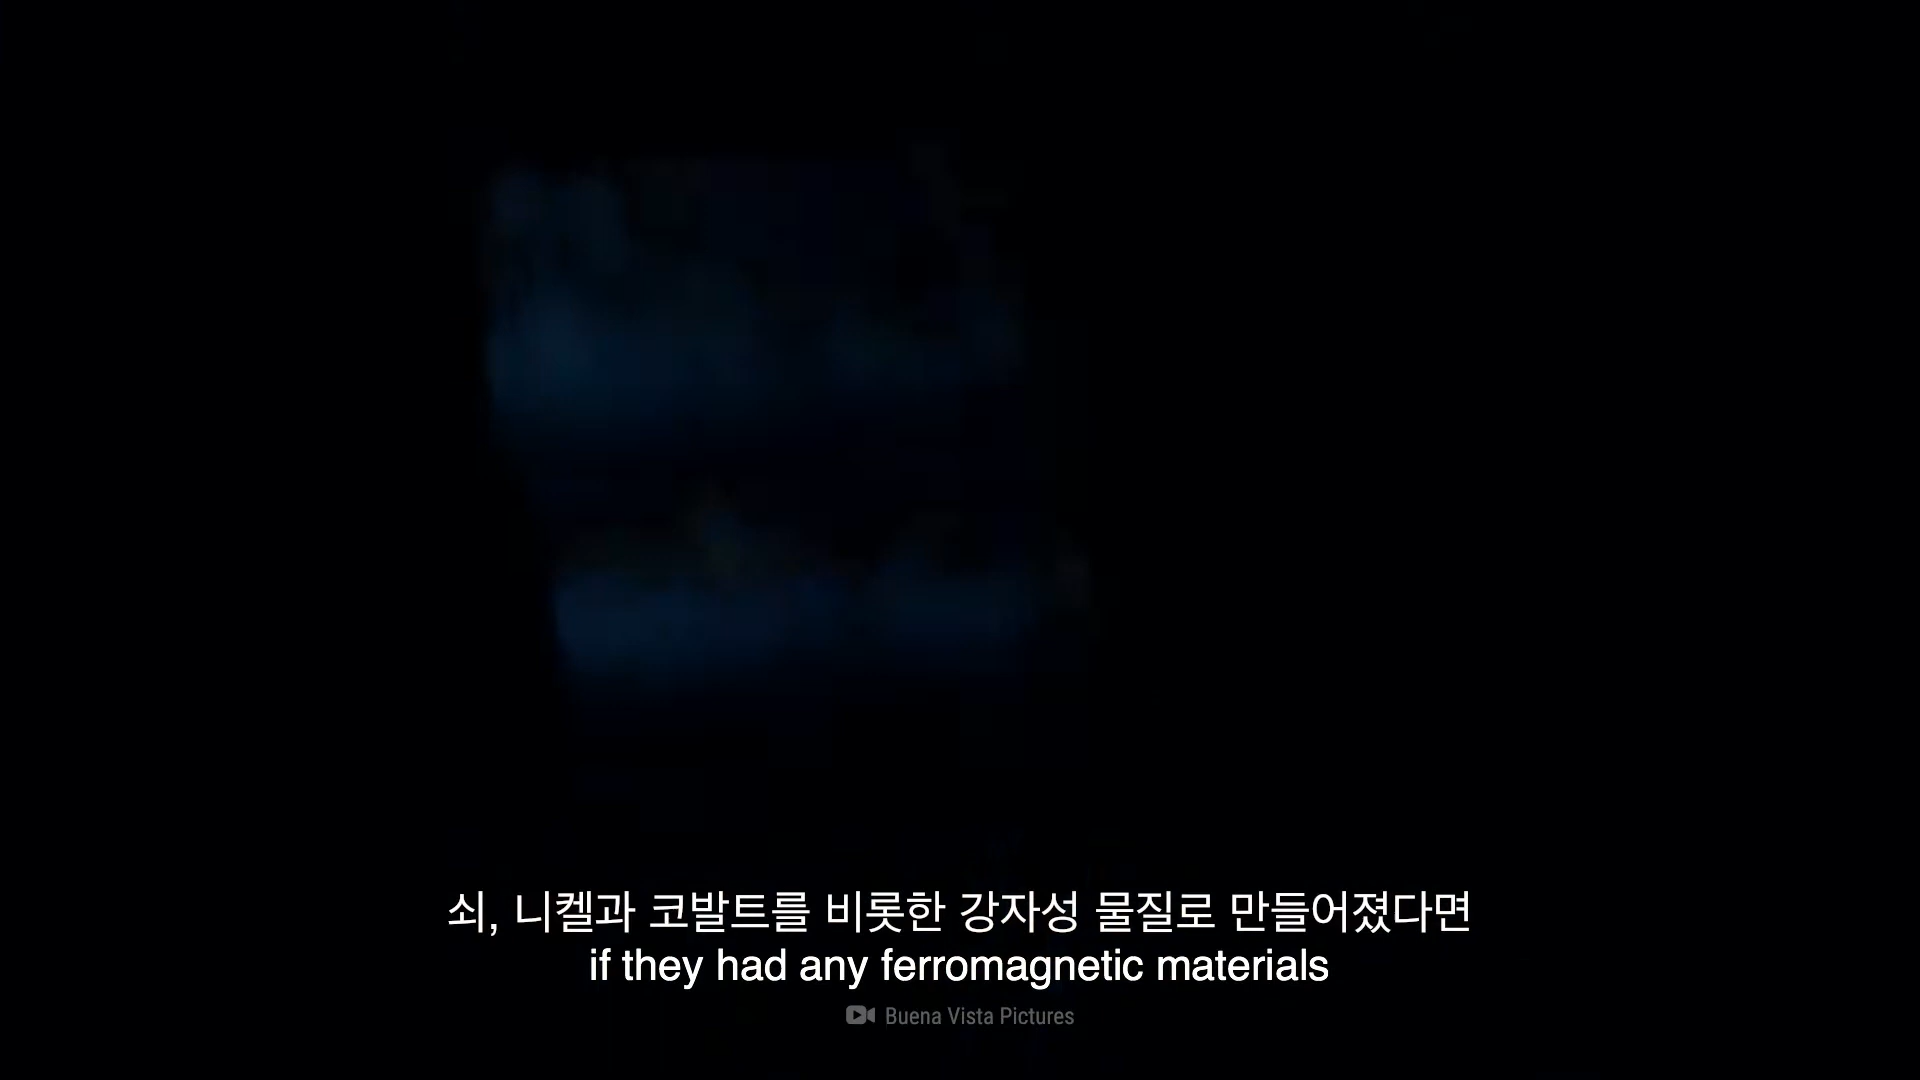 쇠, 니켈과 코발트를 비롯한 강자성 물질로 만들어졌다면
if they had any ferromagnetic materials
Buena Vista Pictures